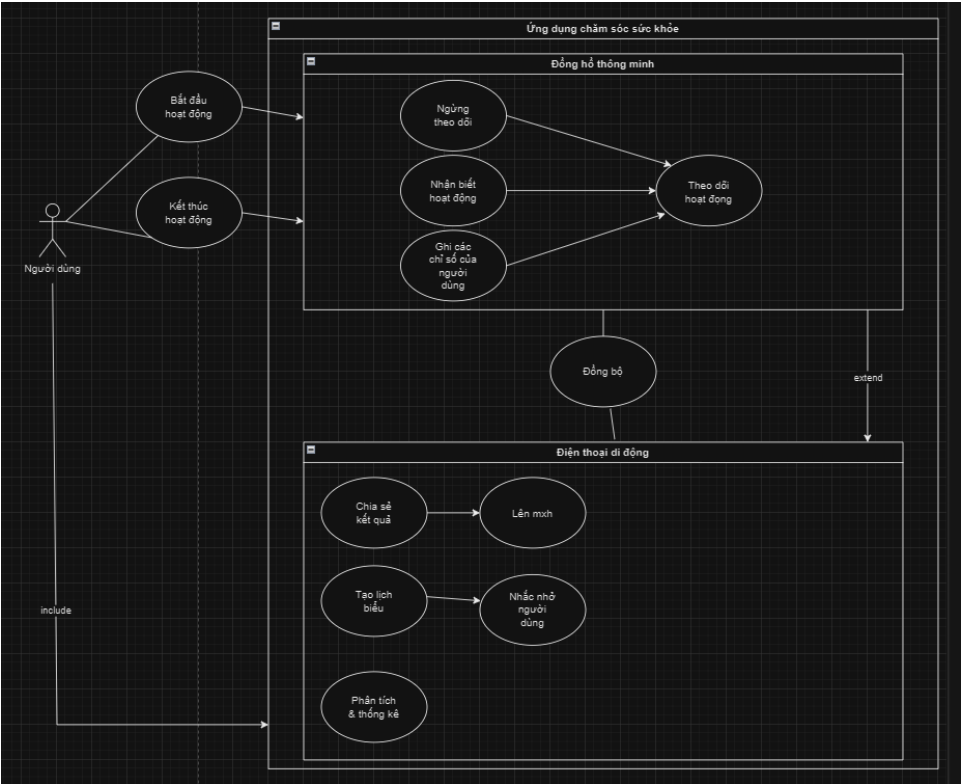 Ứng dụng chăm sóc sức khỏe
Đồng hồ thông minh
Bắt đầu
hoạt động
Ngừng
theo dõi
Nhận biết
hoạt động
Theo dõi
hoạt đọng
Kết thúc
hoạt động
Ghi các
chỉ số của
người
dùng
Người dùng
Đồng bộ
extend
Điện thoại di động
Chia sẻ
kết quả
Lên mxh
Tạo lịch
biểu
Nhắc nhở
người
dùng
include
Phân tích
& thống kê